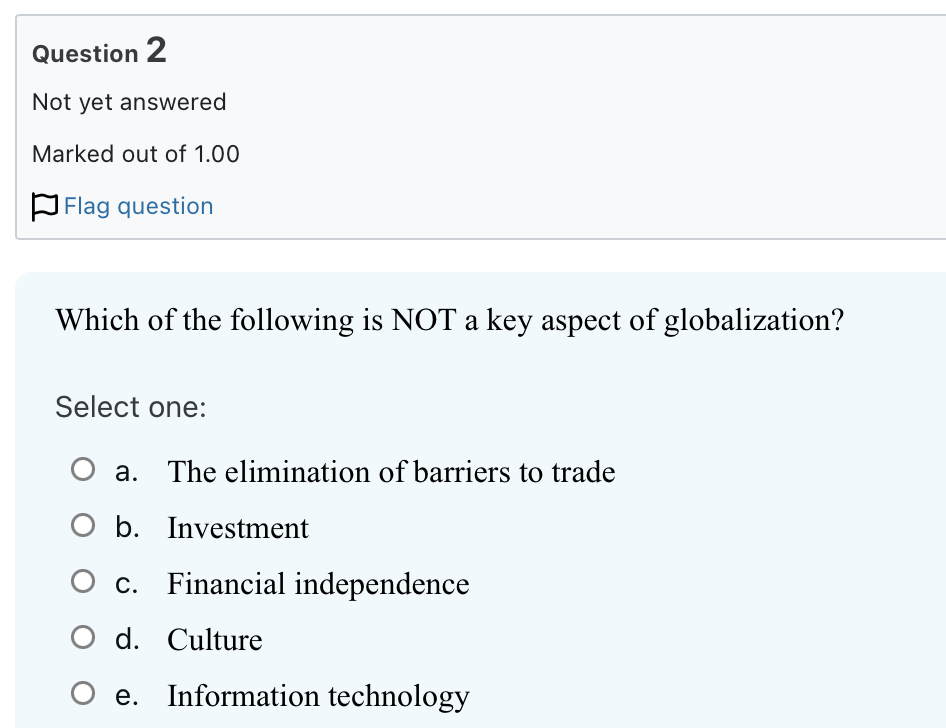 Question 2
Not yet answered
Marked out of 1.00
Flag question
Which of the following is NOT a key aspect of globalization?
Select one:
a. The elimination of barriers to trade
b. Investment
c. Financial independence
d. Culture
e. Information technology